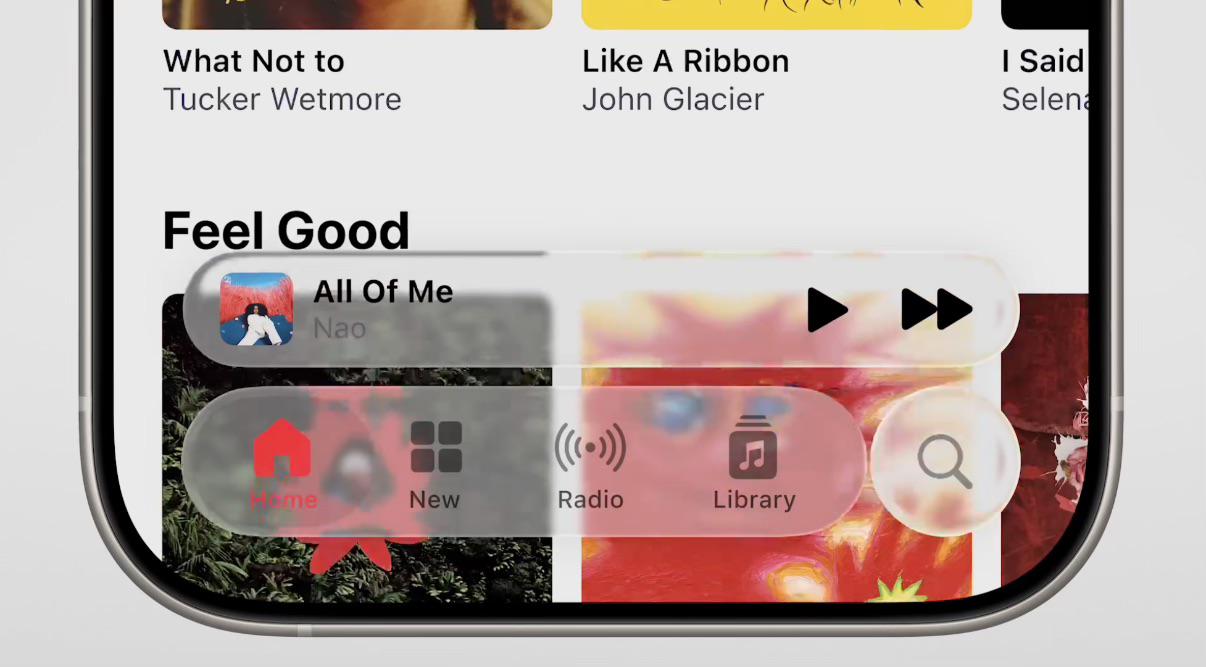 What Not to
Tucker Wetmore
Like A Ribbon
John Glacier
I Said
Selena
Feel Good
All Of Me
Nao
Home
New
Radio
Library